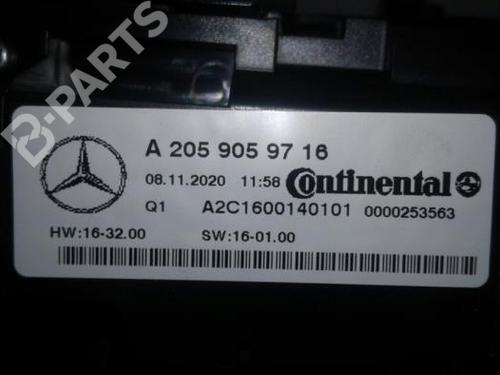 B-PARTS
A 205 905 97 16
08.11.2020 11:58 Continental
Q1 A2C1600140101 0000253563
HW:16-32.00 SW:16-01.00